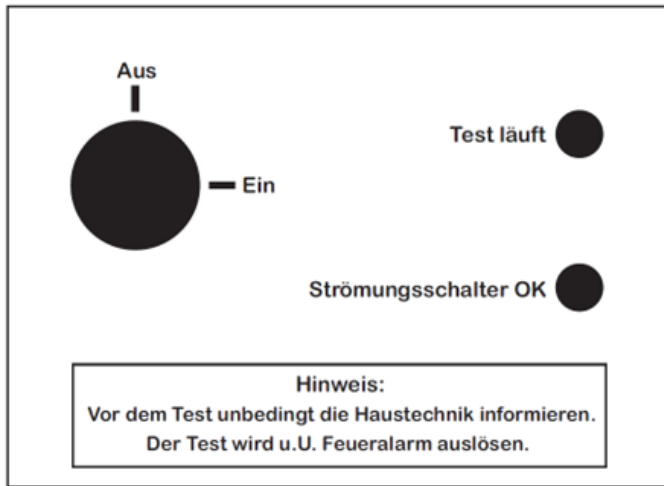 Aus
Ein
Test läuft
Strömungsschalter OK
Hinweis:
Vor dem Test unbedingt die Haustechnik informieren.
Der Test wird u.U. Feueralarm auslösen.